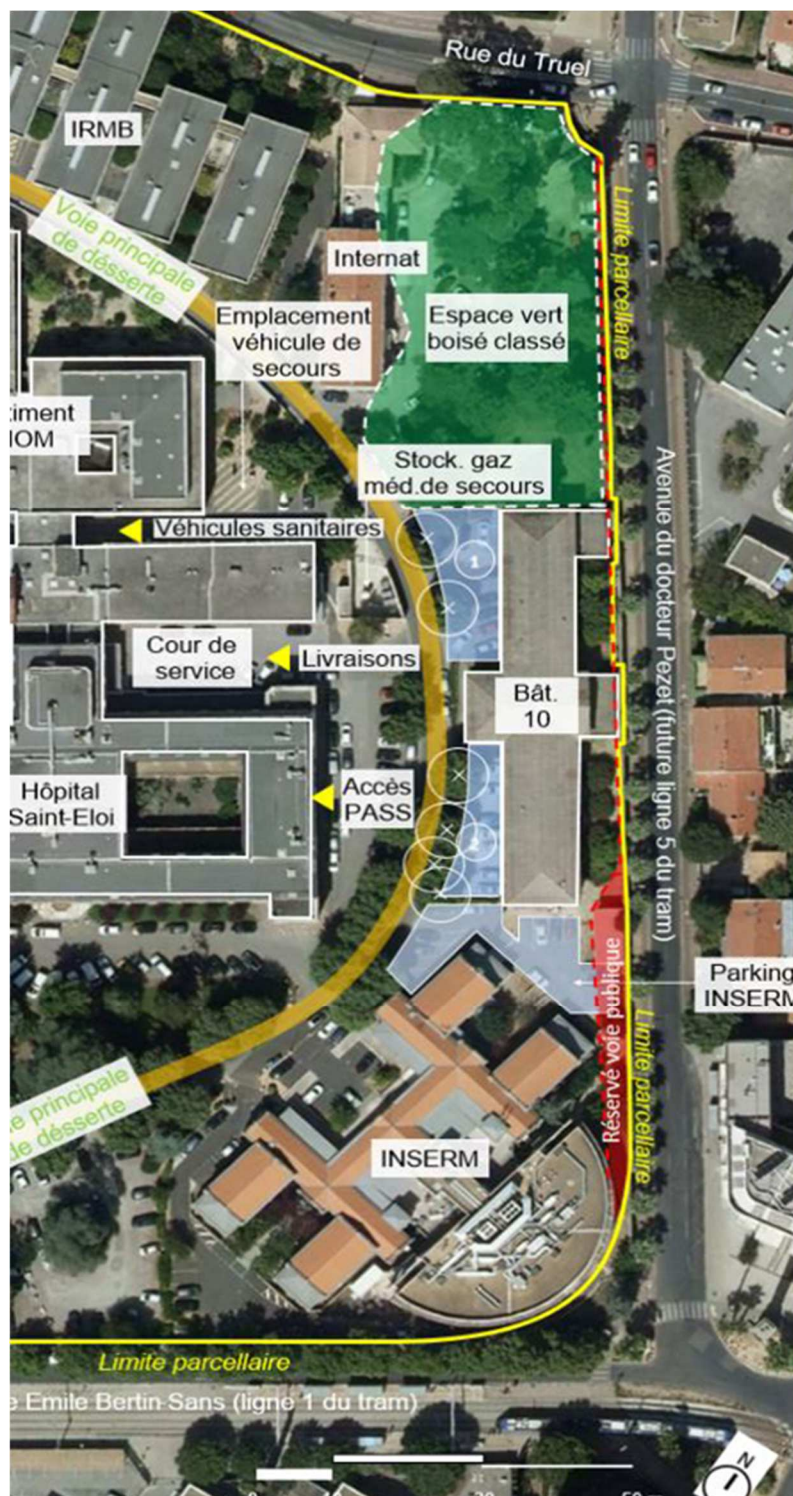 Rue du Truel
IRMB
Voie principale
de désserte
Limite parcellaire
Internat
Emplacement
véhicule de
secours
Espace vert
boisé classé
Stock. gaz
méd.de secours
Véhicules sanitaires
1
Avenue du docteur Pezet (future ligne 5 du tram)
Cour de
service
Livraisons
Bât.
10
Hôpital
Saint-Eloi
Accès
PASS
Réservé voie publique
Parking
INSERM
Limite parcellaire
principale
de désserte
INSERM
Limite parcellaire
Emile Bertin-Sans (ligne 1 du tram)
N